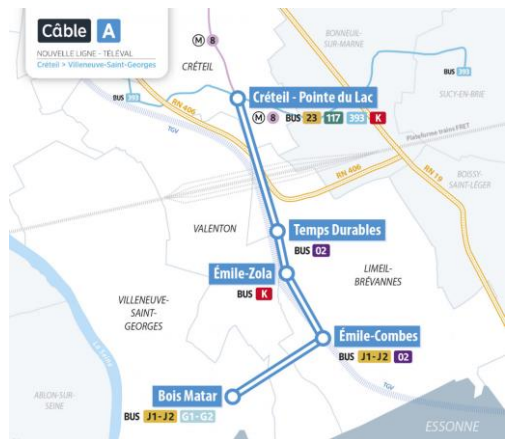 Câble A
NOUVELLE LIGNE - TÉLÉVAL
Créteil > Villeneuve-Saint-Georges
M 8
CRÉTEIL
BONNEUIL-
SUR-MARNE
BUS 393
BUS 393
SUCY-EN-BRIE
RN 406
TGV
Créteil - Pointe du Lac
M 8 BUS 23 117 393 K
Plateforme trains FRET
RN 406
RN 19
BOISSY-
SAINT-LÉGER
VALENTON
Temps Durables
BUS 02
Émile-Zola
BUS K
LIMEIL-
BRÉVANNES
VILLENEUVE-
SAINT-
GEORGES
La Seine
Émile-Combes
BUS J1-J2 02
ABLON-SUR-
SEINE
Bois Matar
BUS J1-J2 G1-G2
TGV
ESSONNE